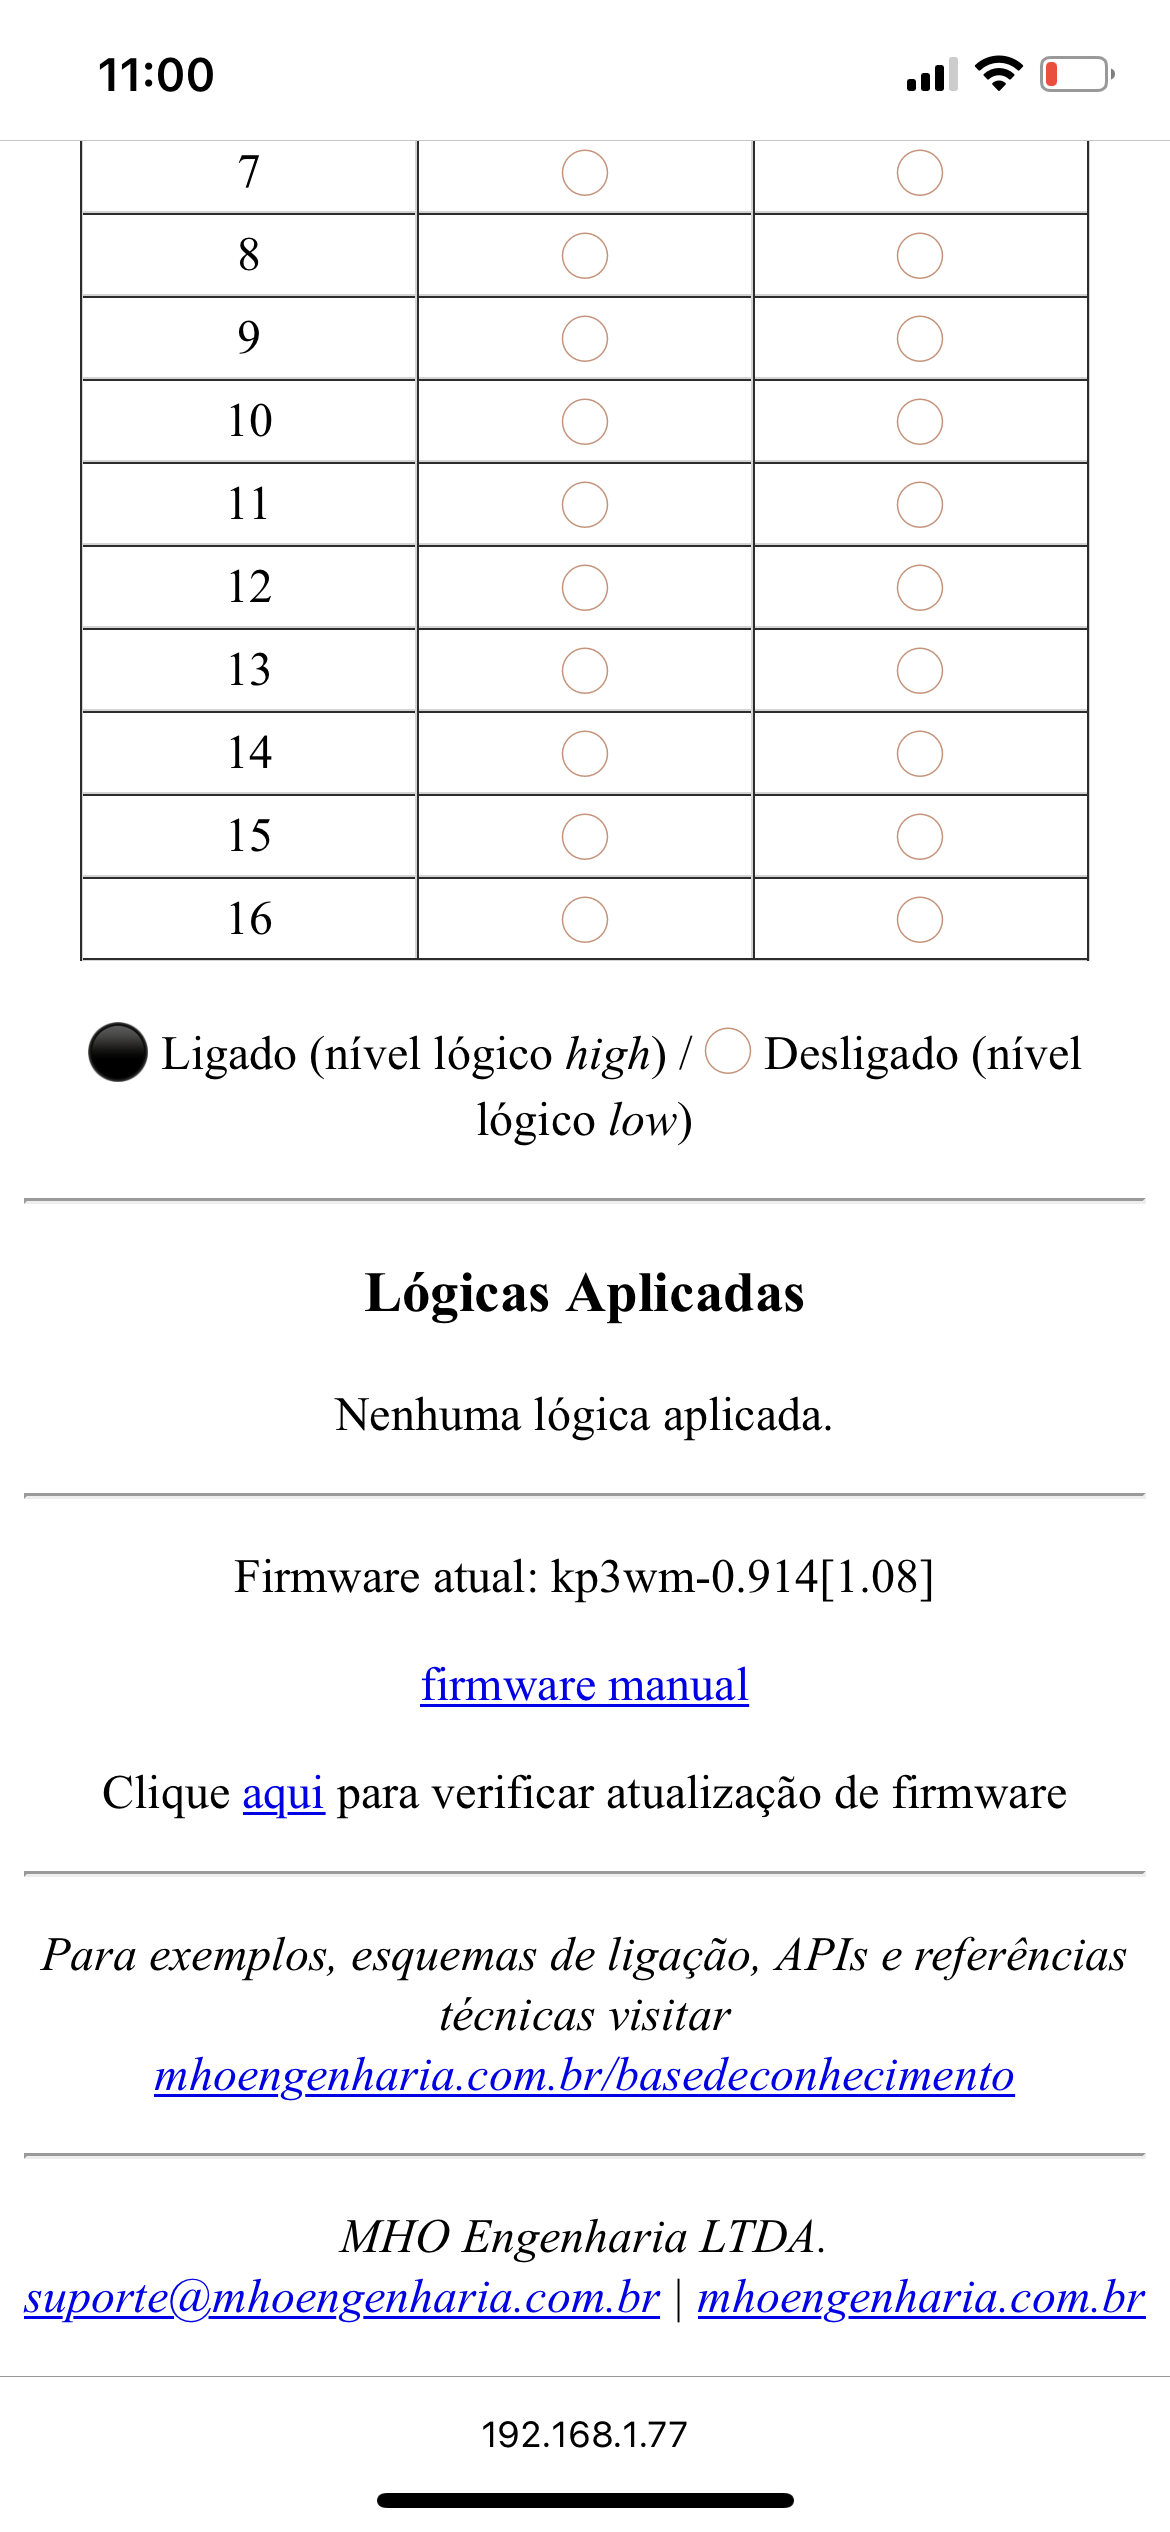 11:00
7
8
9
10
11
12
13
14
15
16
Ligado (nível lógico high) / Desligado (nível
lógico low)
Lógicas Aplicadas
Nenhuma lógica aplicada.
Firmware atual: kp3wm-0.914[1.08]
firmware manual
Clique aqui para verificar atualização de firmware
Para exemplos, esquemas de ligação, APIs e referências
técnicas visitar
mhoengenharia.com.br/basedeconhecimento
MHO Engenharia LTDA.
suporte@mhoengenharia.com.br | mhoengenharia.com.br
192.168.1.77